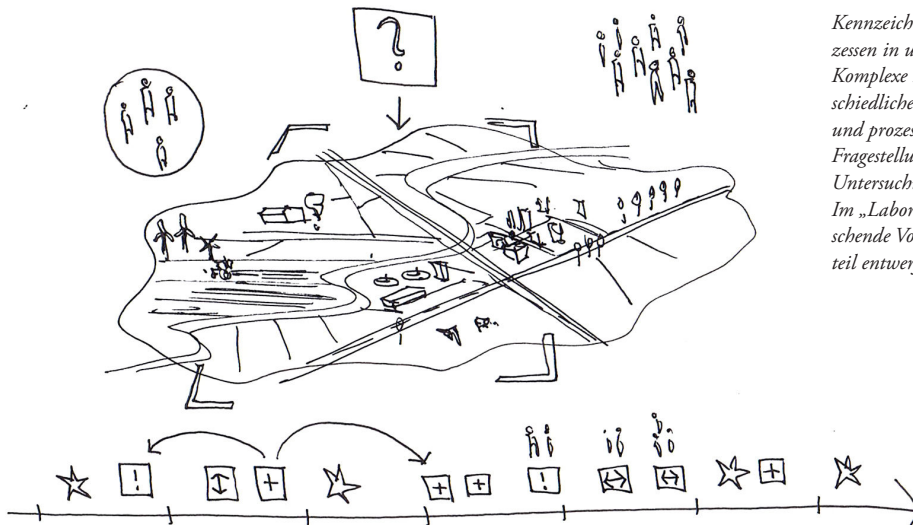 ?
Kennzeich
zessen in u
Komplexe
schiedliche
und prozes
Fragestellu
Untersuch
Im „Labor
schende Vo
teil entwer
! ↕ +
+ + ! ↔ ↔ +